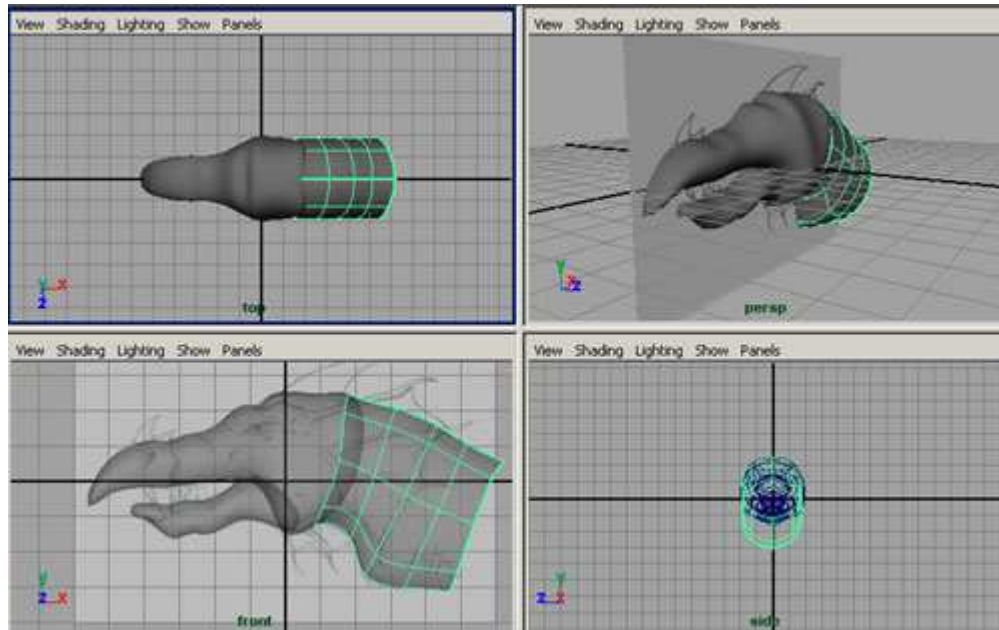 View Shading Lighting Show Panels
top
Y X
Z
View Shading Lighting Show Panels
persp
Y
X
Z
View Shading Lighting Show Panels
front
Y
Z X
View Shading Lighting Show Panels
side
Y
Z X